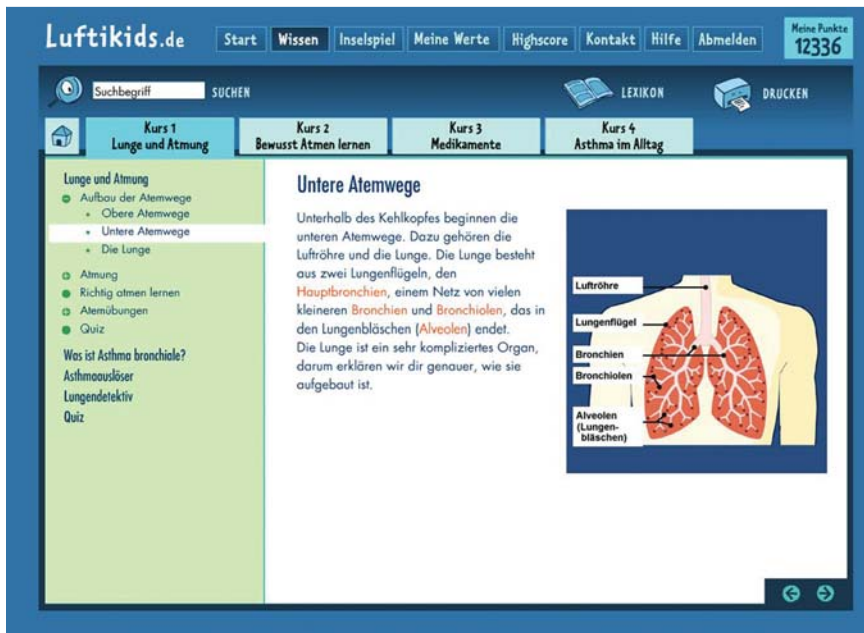 Luftikids.de
Start
Wissen
Inselspiel
Meine Werte
Highscore
Kontakt
Hilfe
Abmelden
Meine Punkte
12336
Suchbegriff
SUCHEN
LEXIKON
DRUCKEN
Kurs 1
Lunge und Atmung
Kurs 2
Bewusst Atmen lernen
Kurs 3
Medikamente
Kurs 4
Asthma im Alltag
Lunge und Atmung
Aufbau der Atemwege
Obere Atemwege
Untere Atemwege
Die Lunge
Atmung
Richtig atmen lernen
Atemübungen
Quiz
Was ist Asthma bronchiale?
Asthmaauslöser
Lungendetektiv
Quiz
Untere Atemwege
Unterhalb des Kehlkopfes beginnen die
unteren Atemwege. Dazu gehören die
Luftröhre und die Lunge. Die Lunge besteht
aus zwei Lungenflügeln, den
Hauptbronchien, einem Netz von vielen
kleineren Bronchien und Bronchiolen, das in
den Lungenbläschen (Alveolen) endet.
Die Lunge ist ein sehr kompliziertes Organ,
darum erklären wir dir genauer, wie sie
aufgebaut ist.
Luftröhre
Lungenflügel
Bronchien
Bronchiolen
Alveolen
(Lungen-
bläschen)